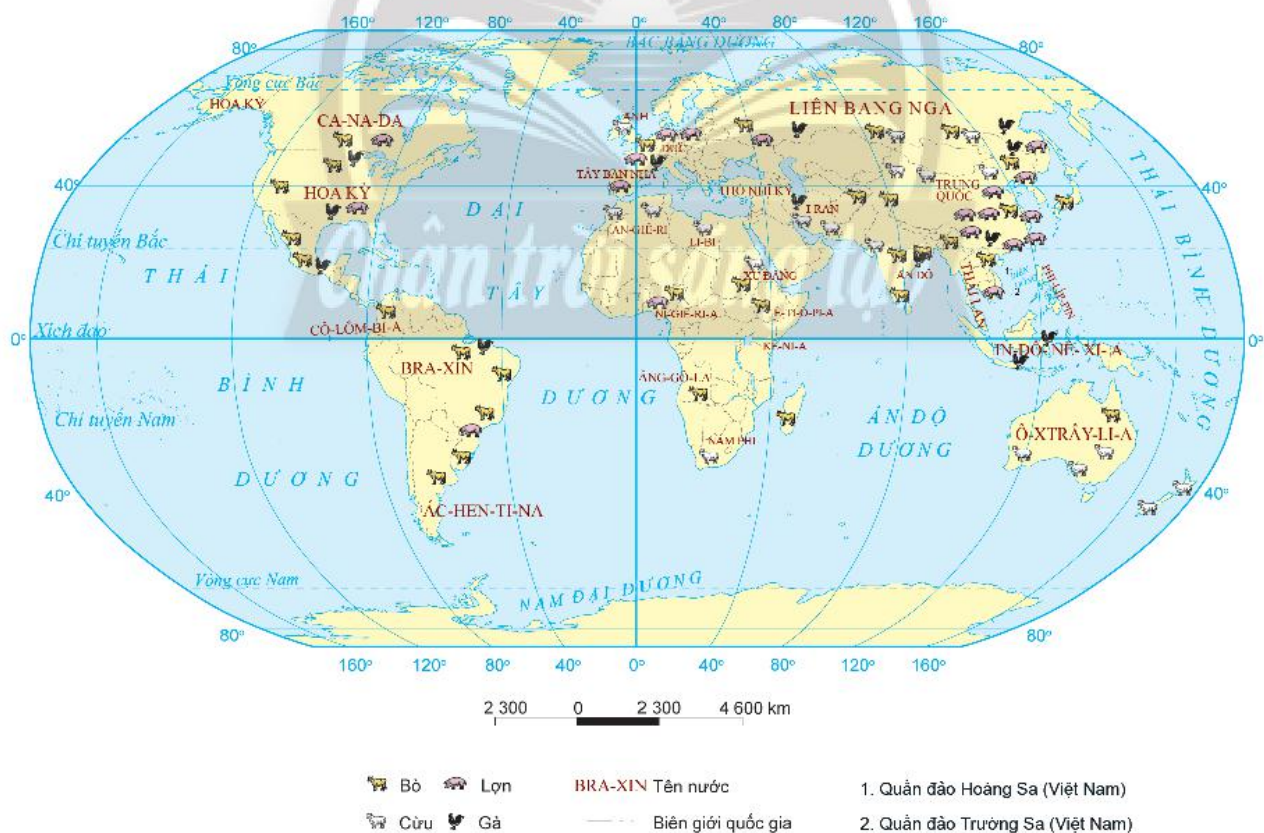 160° 120° 80° 40° 0° 40° 80° 120° 160°
80° BẮC BĂNG DƯƠNG 80°
Vòng cực Bắc
HOA KỲ
CA-NA-DA
ANH
ĐỨC
LIÊN BANG NGA
TÂY BAN NHA
THỔ NHĨ KỲ
TRUNG QUỐC
40° 40°
HOA KỲ
I RAN
AN-GIÊ-RI
LI-BI
Chí tuyến Bắc
Chân trời sáng tạo
ĐẠI
TÂY
DƯƠNG
THÁI
BÌNH
DƯƠNG
XU ĐĂNG
ẤN ĐỘ
THÁI LAN
PHI-LIP-PIN
1
2
NI-GIÊ-RI-A
Ê-TI-Ô-PI-A
CÔ-LÔM-BI-A
KÊ-NI-A
Xích đạo
0° 0°
BRA-XIN
IN-ĐÔ-NÊ-XI-A
ĂNG-GÔ-LA
THÁI BÌNH DƯƠNG
Chí tuyến Nam
NAM PHI
ẤN ĐỘ
DƯƠNG
Ô-XTRÂY-LI-A
40° 40°
ÁC-HEN-TI-NA
Vòng cực Nam
NAM ĐẠI DƯƠNG
80° 80°
160° 120° 80° 40° 0° 40° 80° 120° 160°
2 300 0 2 300 4 600 km
Bò Lợn BRA-XIN Tên nước 1. Quần đảo Hoàng Sa (Việt Nam)
Cừu Gà Biên giới quốc gia 2. Quần đảo Trường Sa (Việt Nam)